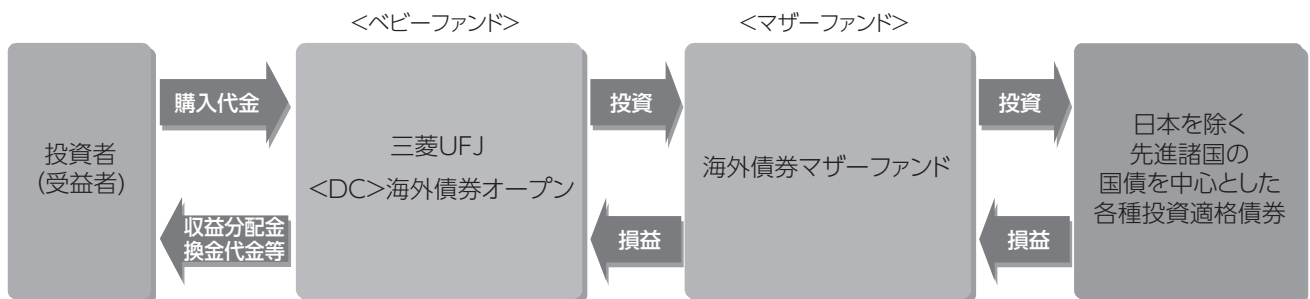 <ベビーファンド>
<マザーファンド>
投資者
(受益者)
購入代金
収益分配金
換金代金等
三菱UFJ
<DC>海外債券オープン
投資
損益
海外債券マザーファンド
投資
損益
日本を除く
先進諸国の
国債を中心とした
各種投資適格債券